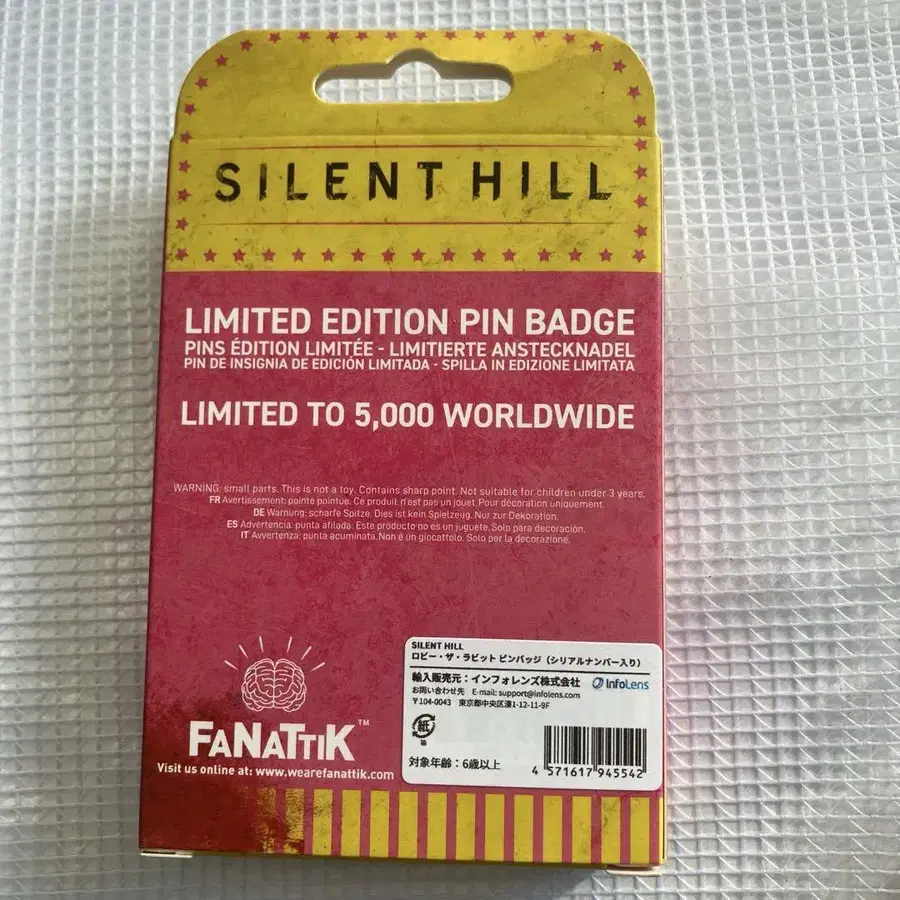 SILENT HILL
LIMITED EDITION PIN BADGE
PINS ÉDITION LIMITÉE - LIMITIERTE ANSTECKNADEL
PIN DE INSIGNIA DE EDICIÓN LIMITADA - SPILLA IN EDIZIONE LIMITATA
LIMITED TO 5,000 WORLDWIDE
WARNING: small parts. This is not a toy. Contains sharp point. Not suitable for children under 3 years.
FR Avertissement: pointe pointue. Ce produit n'est pas un jouet. Pour décoration uniquement
DE Warnung: scharfe Spitze. Dies ist kein Spielzeug. Nur zur Dekoration.
ES Advertencia: punta afilada. Este producto no es un juguete. Solo para decoración.
IT Avvertenza: punta acuminata. Non é un giocattolo. Solo per la decorazione.
FANATTIK™
Visit us online at: www.wearefanattik.com
SILENT HILL
ロビー・ザ・ラビット ピンバッジ（シリアルナンバー入り）
輸入販売元：インフォレンズ株式会社 InfoLens
お問い合わせ先 E-mail: support@infolens.com
〒104-0043 東京都中央区湊1-12-11-9F
紙
箱
対象年齢：6歳以上
4 571617 945542